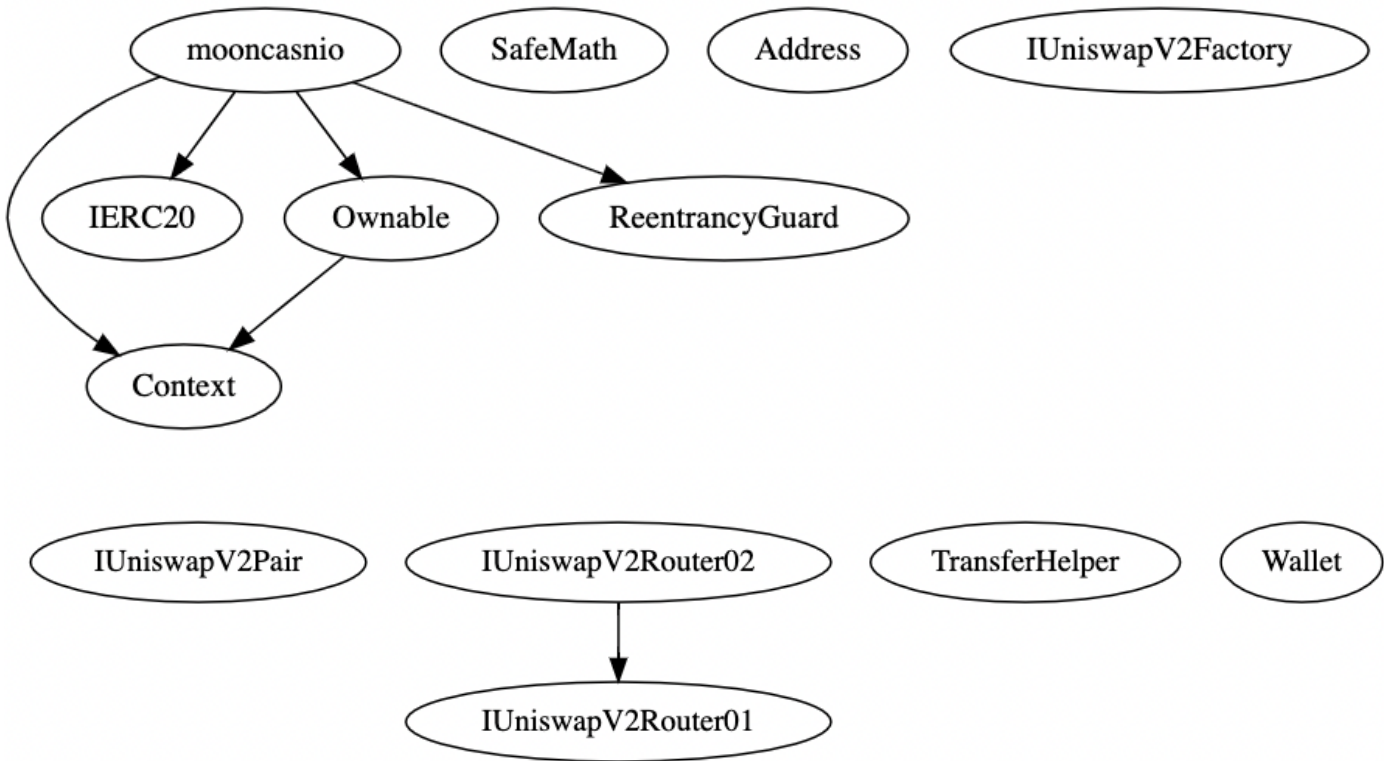 mooncasnio
SafeMath
Address
IUniswapV2Factory
IERC20
Ownable
ReentrancyGuard
Context
IUniswapV2Pair
IUniswapV2Router02
TransferHelper
Wallet
IUniswapV2Router01